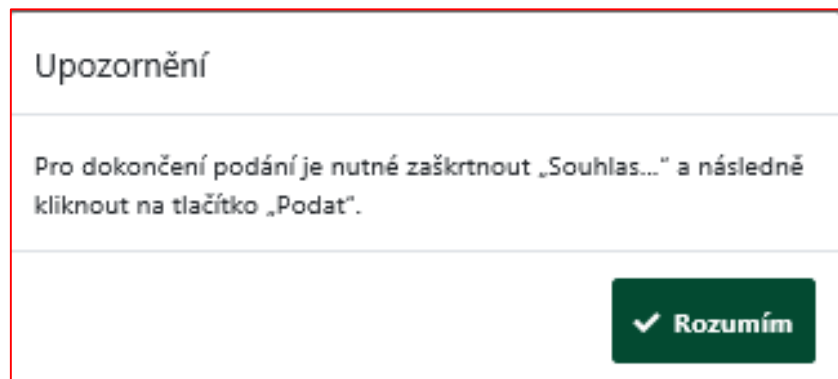 Upozornění
Pro dokončení podání je nutné zaškrtnout „Souhlas...“ a následně
kliknout na tlačítko „Podat“.
Rozumím